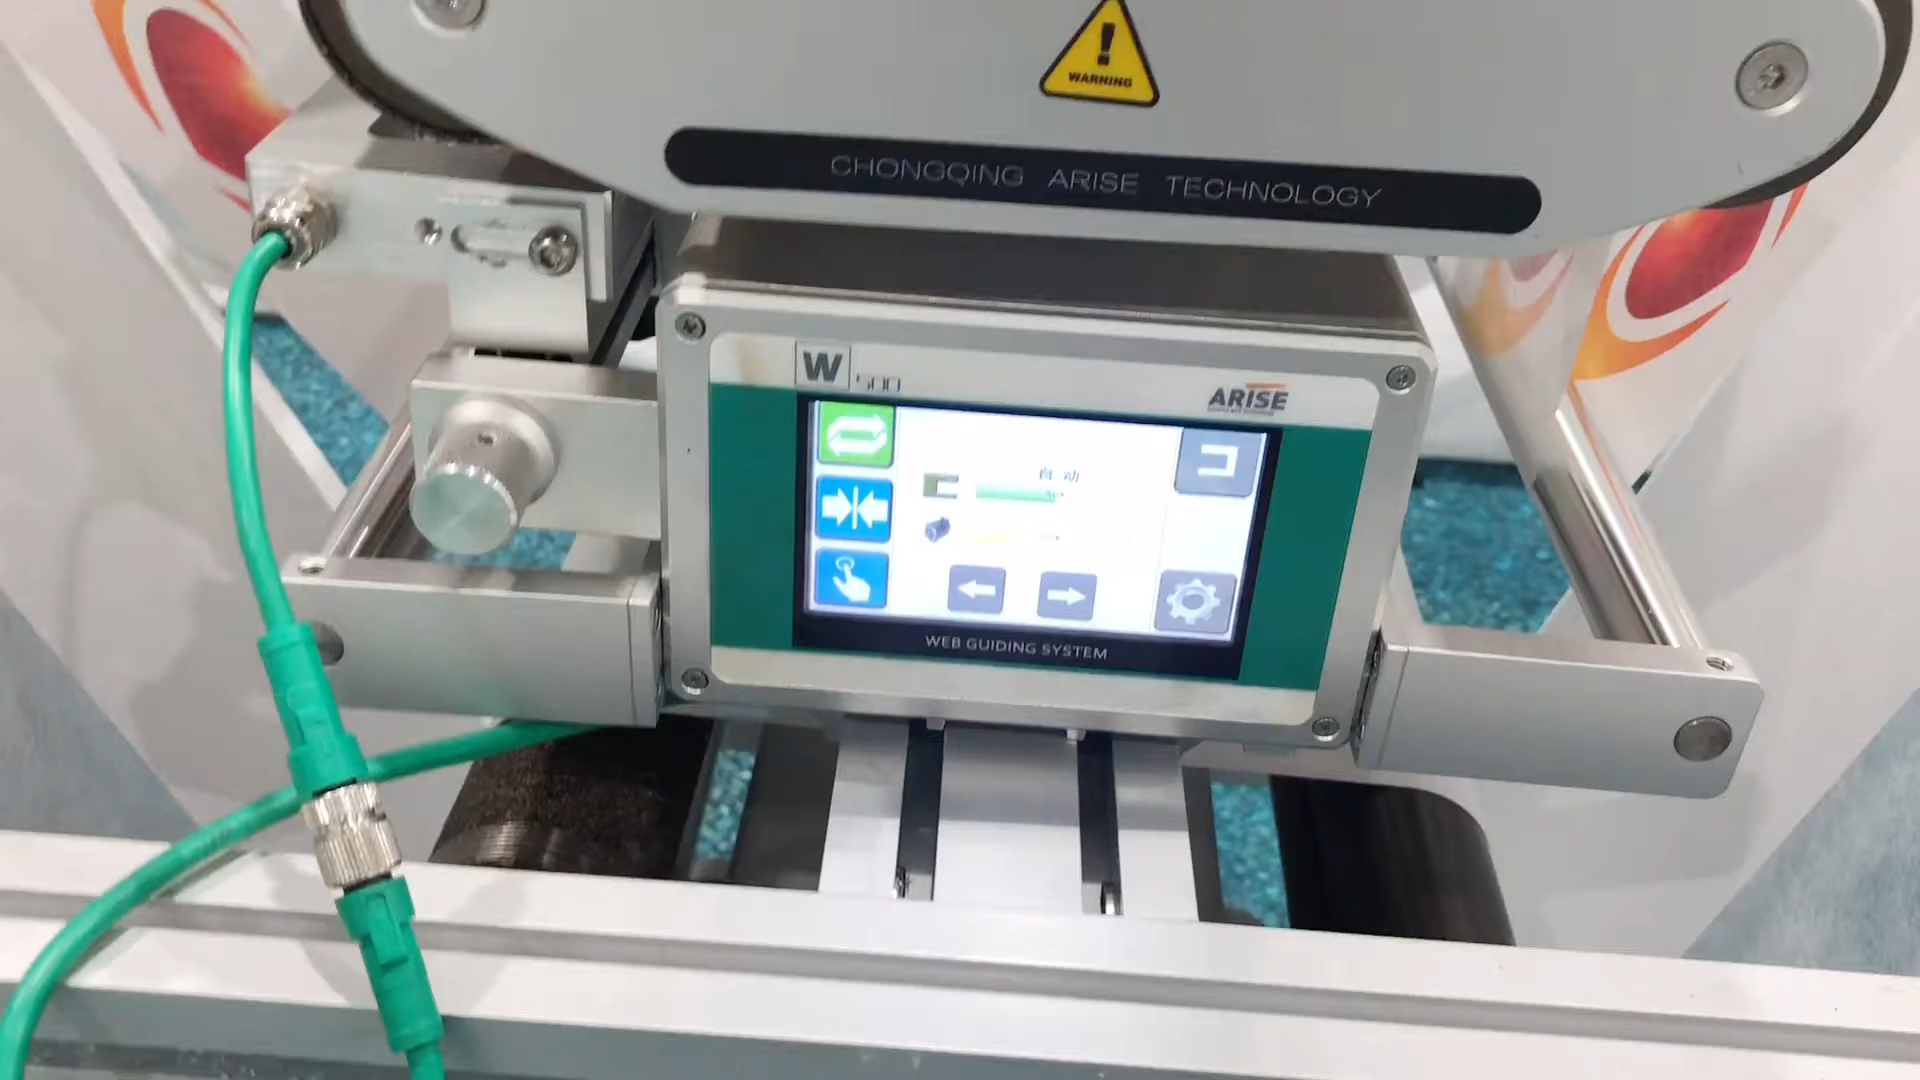 WARNING
CHONGQING ARISE TECHNOLOGY
W 500
ARISE
自动
WEB GUIDING SYSTEM